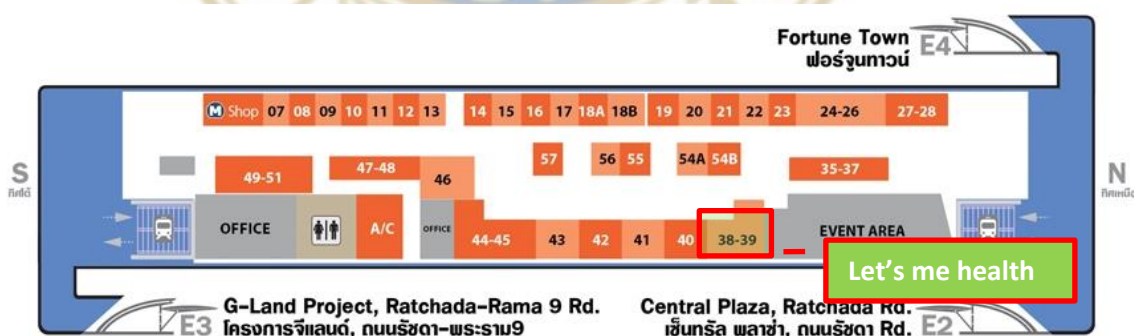 Fortune Town E4
ฟอร์จูนทาวน์
M Shop 07 08 09 10 11 12 13 14 15 16 17 18A 18B 19 20 21 22 23 24-26 27-28
S
ทิศใต้
49-51 47-48 46 57 56 55 54A 54B 35-37
N
ทิศเหนือ
OFFICE A/C OFFICE 44-45 43 42 41 40 38-39 EVENT AREA
Let's me health
G-Land Project, Ratchada-Rama 9 Rd.
E3 โครงการจีแลนด์, ถนนรัชดา-พระราม9
Central Plaza, Ratchada Rd.
เซ็นทรัล พลาซ่า, ถนนรัชดา Rd. E2